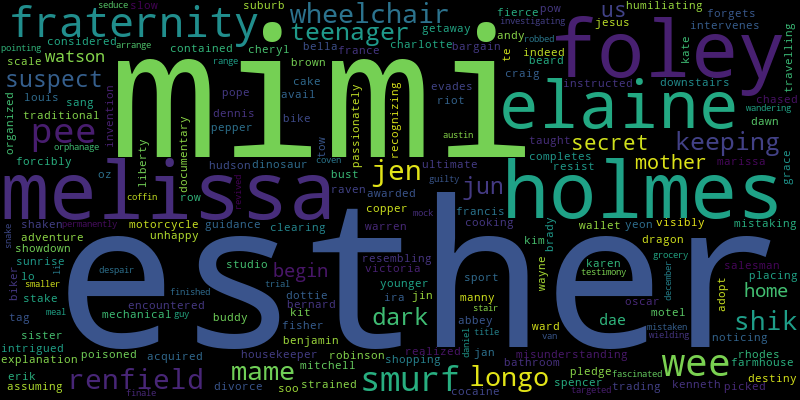 seduce slow suburb fierce pow humiliating
fraternity wheelchair us forgets
investigating
pointing considered arrange teenager getaway andy robbed jesus intervenes
scale contained cheryl bella france charlotte bargain te indeed beard kate travelling
suspect watson range brown craig instructed downstairs
mimi foley
organized louis sang cake avail evades riot chased
traditional invention documentary pope dennis bike passionately recognizing elaine wandering
pee pepper austin taught secret keeping dawn
orphanage liberty cow completes mother marissa grace
forcibly hudson dinosaur ultimate resist
oz coven bust jen guilty jun
melissa holmes
coffin row revived raven awarded
snake shaken motorcycle guidance copper mock francis cooking wallet yeon visibly mistaking
permanently adventure unhappy clearing warren brady kim dragon
showdown
esther
sunrise studio resembling wayne karen grocery salesman
biker lo li despair begin victoria sport testimony december adopt placing
smaller finished trial dottie younger manny oscar home
stake encountered bernard ira jin stair motel
tag meal mechanical guy buddy kit dark abbey ward dae mistaken shik
sister fisher daniel title van wielding noticing
intrigued poisoned benjamin realized jan misunderstanding wee rhodes
explanation acquired housekeeper robinson shopping bathroom pledge farmhouse
erik renfield mame mitchell smurf longo fascinated
assuming divorce soo strained spencer trading kenneth picked destiny
finale cocaine targeted